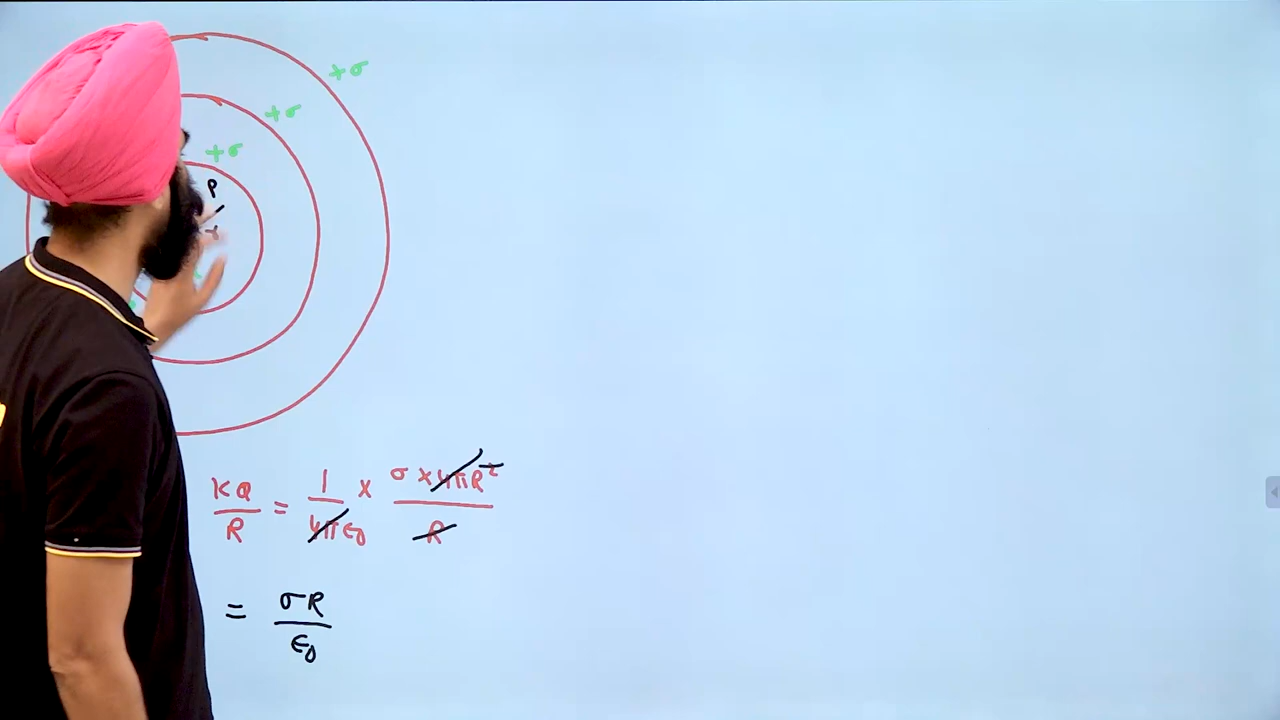 +σ
+σ
+σ
P
r
KQ/R = 1/4πε0 × σ×4πR²/R
= σR/ε0